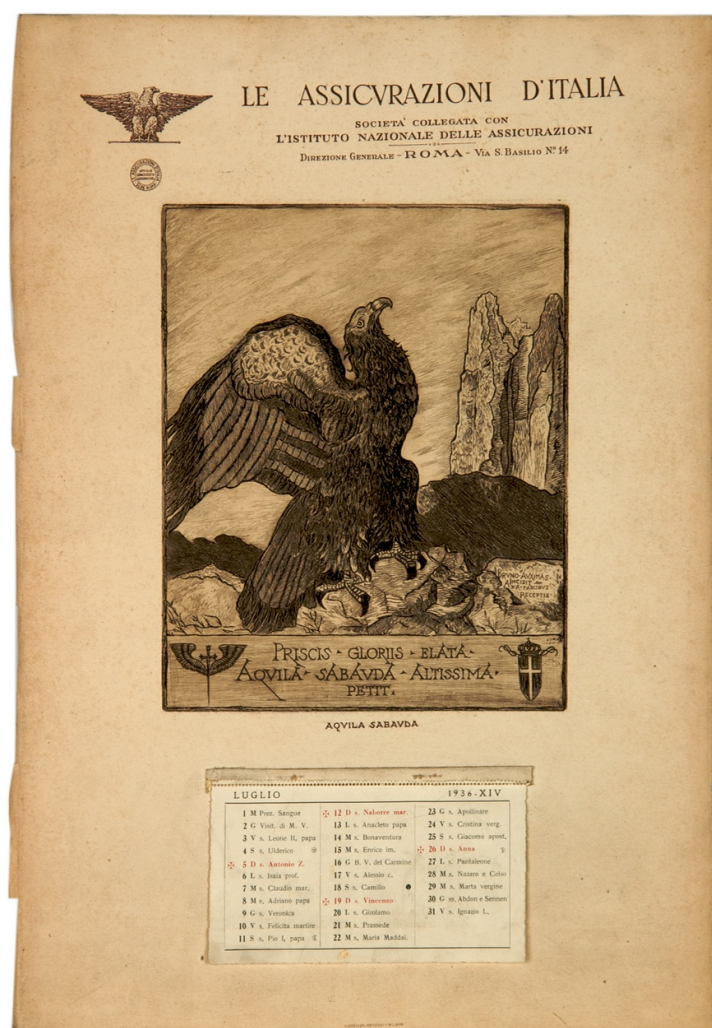 LE ASSICVRAZIONI D'ITALIA
SOCIETA' COLLEGATA CON
L'ISTITUTO NAZIONALE DELLE ASSICURAZIONI
DIREZIONE GENERALE - ROMA - VIA S. BASILIO Nº 14
BRVNO·AVXIMAS·
RECEPTIS
PRISCIS · GLORIIS · ELATA ·
AQVILA · SABAVDA · ALTISSIMA ·
PETIT .
AQVILA SABAVDA
LUGLIO 1936-XIV
1 M Prez. Sangue
2 G Visit. di M. V.
3 V s. Leone II, papa
4 S s. Ulderico
5 D s. Antonio Z.
6 L s. Isaia prof.
7 M s. Claudio mar.
8 M s. Adriano papa
9 G s. Veronica
10 V s. Felicita martire
11 S s. Pio I, papa
12 D s. Naborre mar.
13 L s. Anacleto papa
14 M s. Bonaventura
15 M s. Enrico im.
16 G B. V. del Carmine
17 V s. Alessio c.
18 S s. Camillo
19 D s. Vincenzo
20 L s. Girolamo
21 M s. Prassede
22 M s. Maria Maddal.
23 G s. Apollinare
24 V s. Cristina verg.
25 S s. Giacomo apost.
26 D s. Anna
27 L s. Pantaleone
28 M s. Nazaro e Celso
29 M s. Marta vergine
30 G ss. Abdon e Sennen
31 V s. Ignazio L.